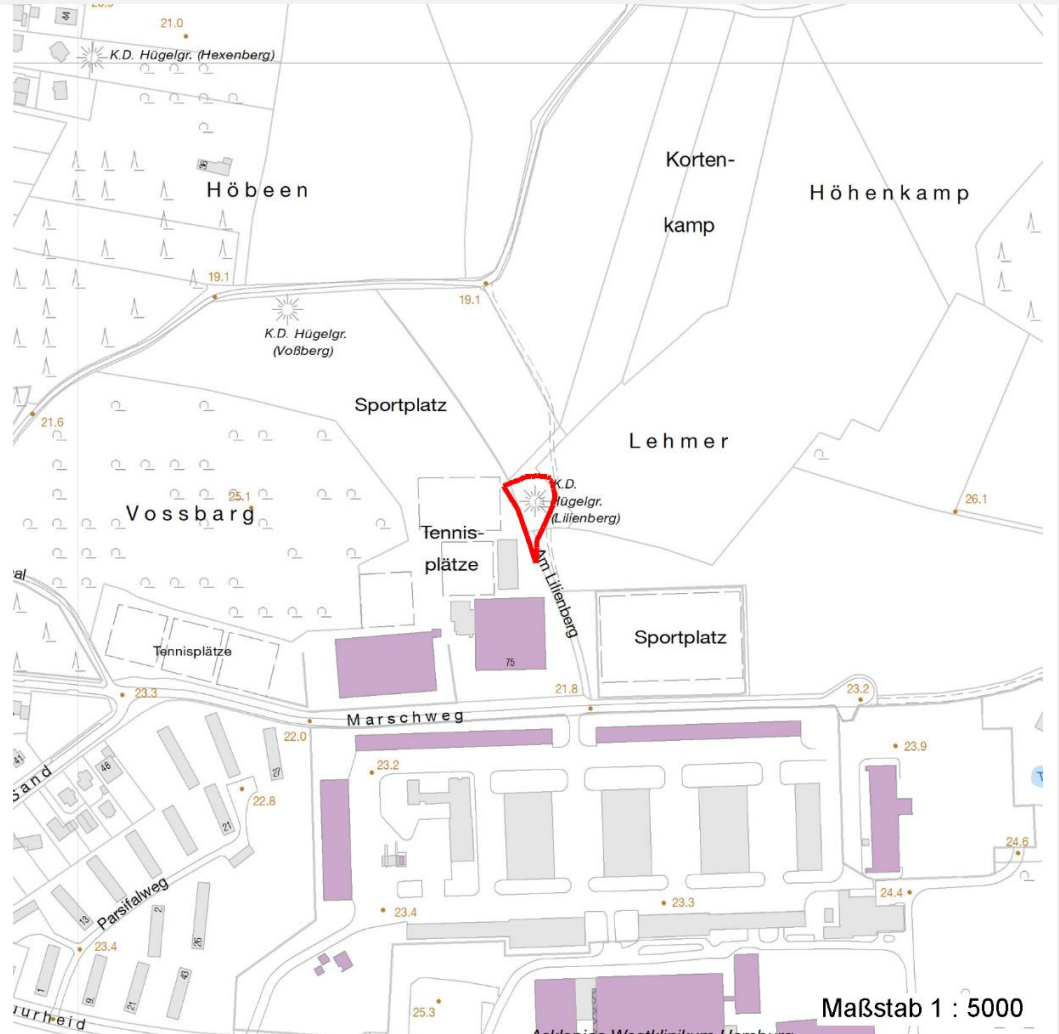 44
21.0
K.D. Hügelgr. (Hexenberg)
36
Höbeen
Korten-
kamp
Höhenkamp
19.1
19.1
K.D. Hügelgr.
(Voßberg)
Sportplatz
21.6
Lehmer
25.1
Vossbarg
K.D.
Hügelgr.
(Lilienberg)
26.1
Tennis-
plätze
Am Lilienberg
Tennisplätze
Sportplatz
75
23.3
21.8
23.2
Marschweg
22.0
23.9
23.2
41
Sand
48
27
22.8
21
24.6
Parsifalweg
24.4
23.3
23.4
13
2
26
23.4
1
9
21
43
25.3
uurheid
Maßstab 1 : 5000
Asklepios Westklinikum Hamburg